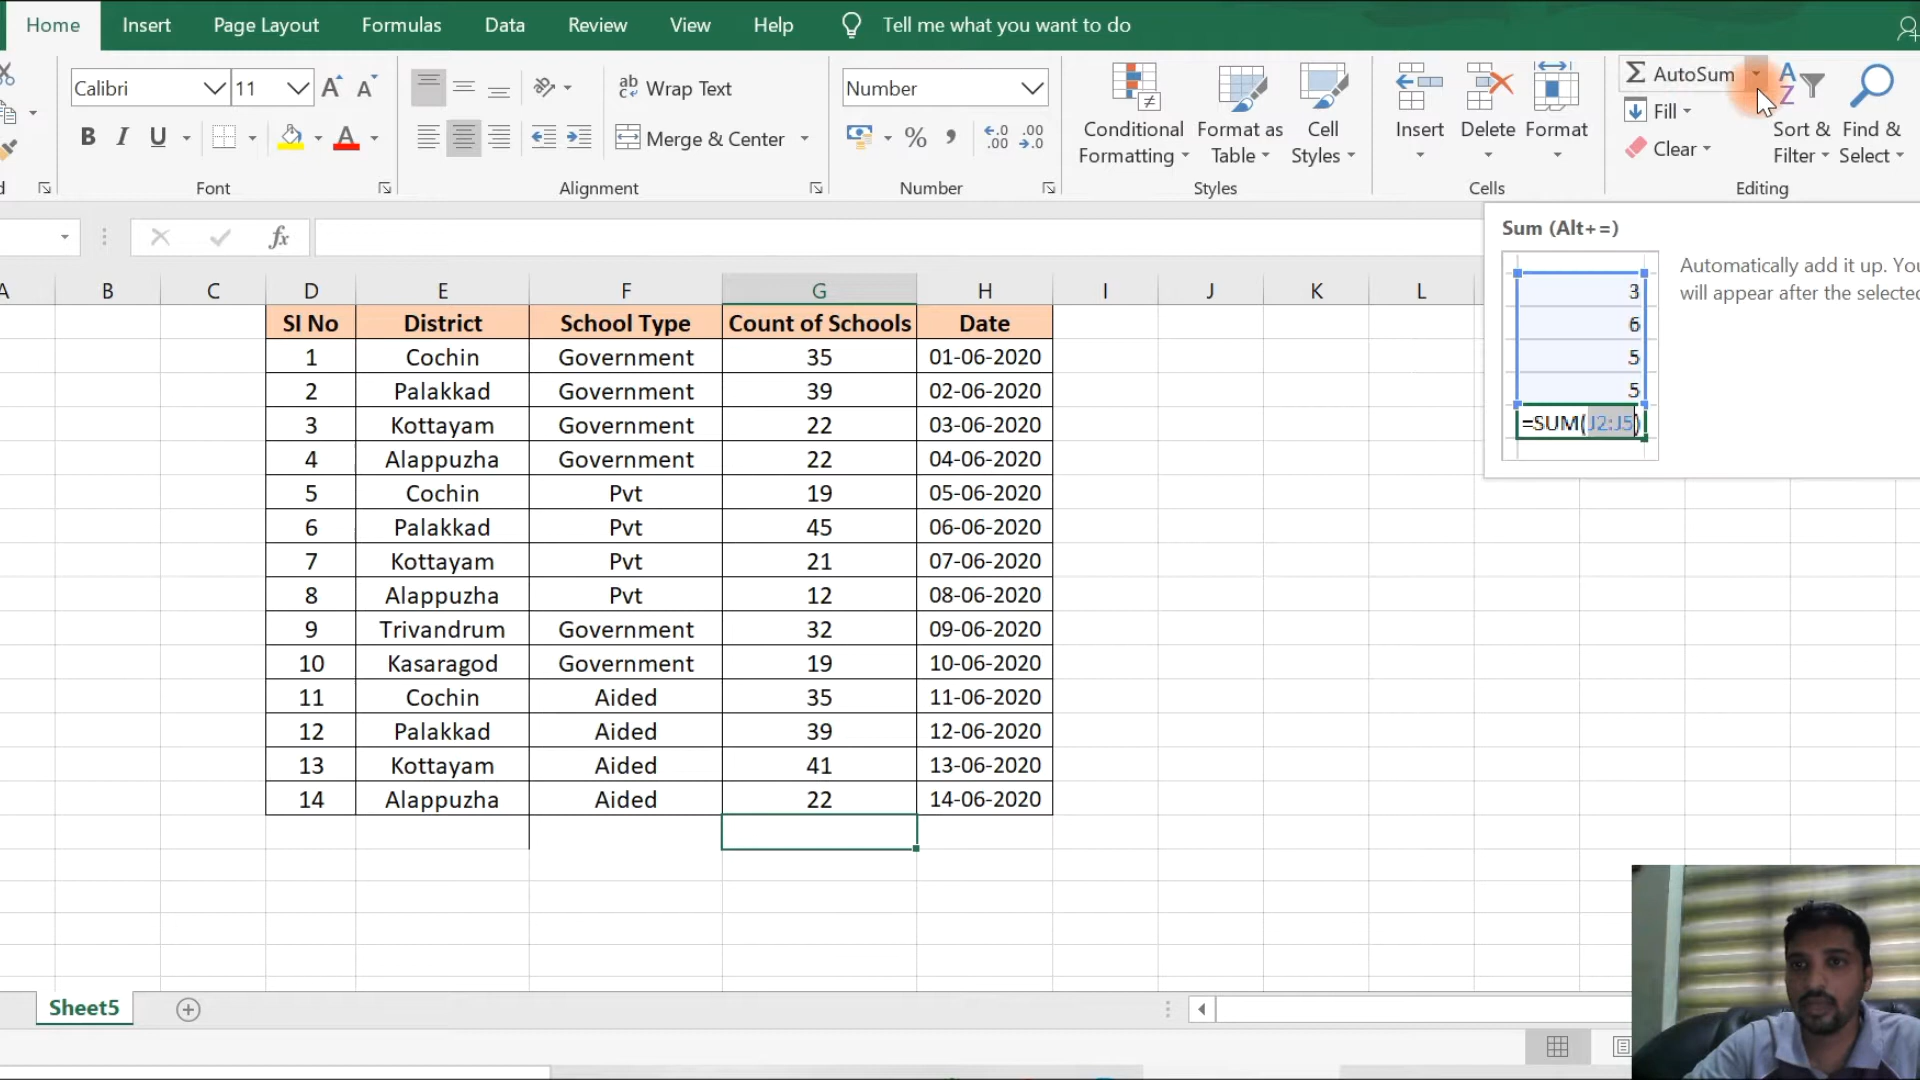 Home Insert Page Layout Formulas Data Review View Help Tell me what you want to do
Calibri 11 Wrap Text Number AutoSum
Fill
B I U Merge & Center % Conditional Formatting Format as Table Cell Styles Insert Delete Format Clear Sort & Filter Find & Select
Font Alignment Number Styles Cells Editing
fx
Sum (Alt+=)
Automatically add it up. You
will appear after the selected
3
6
5
5
=SUM(J2:J5)
A B C D E F G H I J K L
SI No District School Type Count of Schools Date
1 Cochin Government 35 01-06-2020
2 Palakkad Government 39 02-06-2020
3 Kottayam Government 22 03-06-2020
4 Alappuzha Government 22 04-06-2020
5 Cochin Pvt 19 05-06-2020
6 Palakkad Pvt 45 06-06-2020
7 Kottayam Pvt 21 07-06-2020
8 Alappuzha Pvt 12 08-06-2020
9 Trivandrum Government 32 09-06-2020
10 Kasaragod Government 19 10-06-2020
11 Cochin Aided 35 11-06-2020
12 Palakkad Aided 39 12-06-2020
13 Kottayam Aided 41 13-06-2020
14 Alappuzha Aided 22 14-06-2020
Sheet5